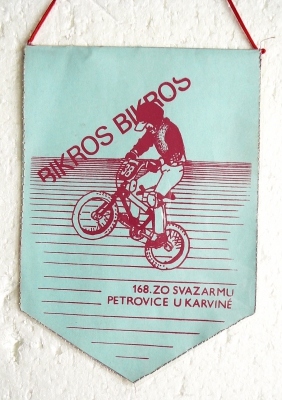 BIKROS BIKROS
168. ZO SVAZARMU
PETROVICE U KARVINÉ